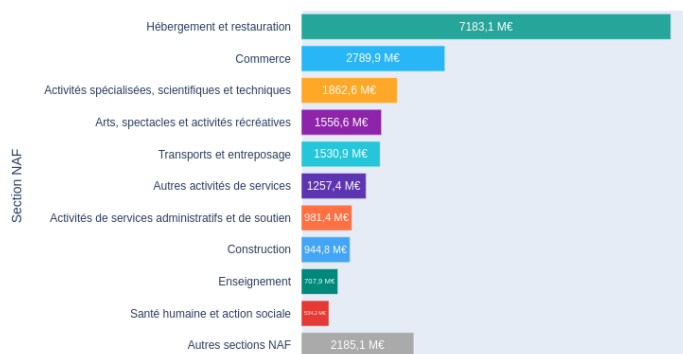 Section NAF
Hébergement et restauration 7183,1 M€
Commerce 2789,9 M€
Activités spécialisées, scientifiques et techniques 1862,6 M€
Arts, spectacles et activités récréatives 1556,6 M€
Transports et entreposage 1530,9 M€
Autres activités de services 1257,4 M€
Activités de services administratifs et de soutien 981,4 M€
Construction 944,8 M€
Enseignement 707,9 M€
Santé humaine et action sociale
Autres sections NAF 2185,1 M€